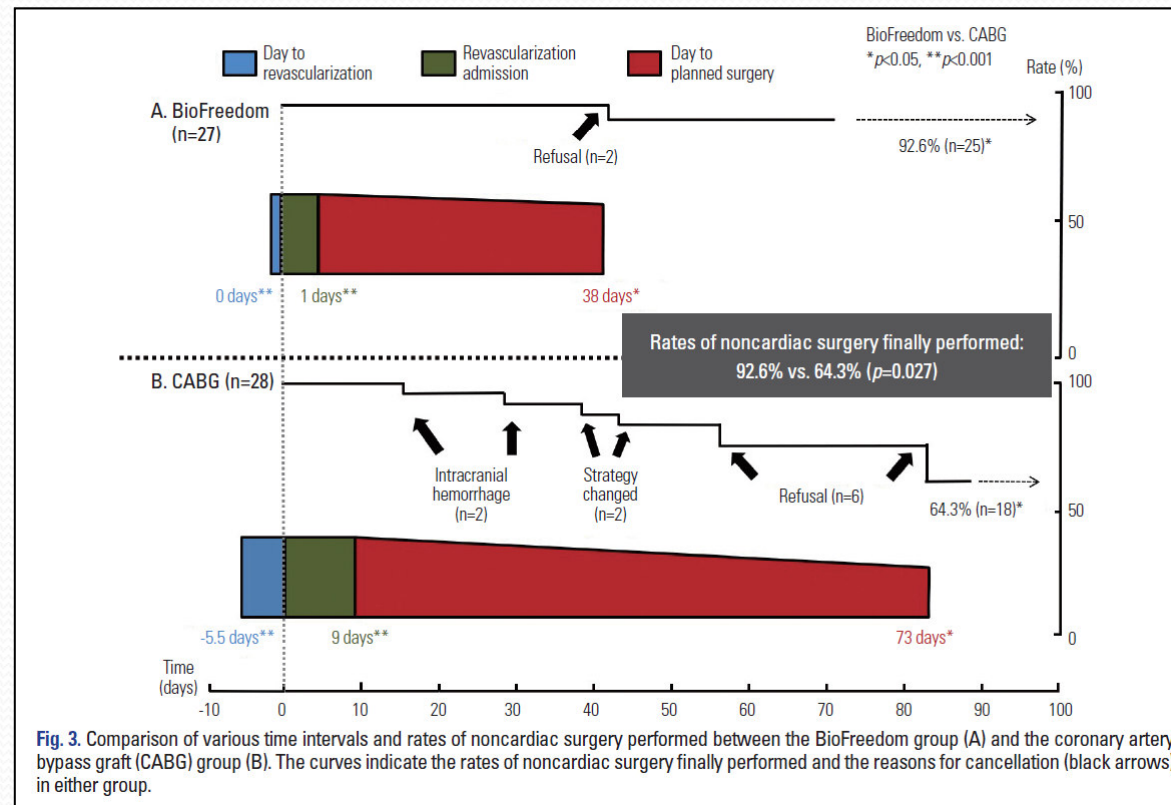 Day to
revascularization
Revascularization
admission
Day to
planned surgery
BioFreedom vs. CABG
*p<0.05, **p<0.001
Rate (%)
A. BioFreedom
(n=27)
100
Refusal (n=2)
92.6% (n=25)*
50
0 days**
1 days**
38 days*
Rates of noncardiac surgery finally performed:
92.6% vs. 64.3% (p=0.027)
0
B. CABG (n=28)
100
Intracranial
hemorrhage
(n=2)
Strategy
changed
(n=2)
Refusal (n=6)
64.3% (n=18)*
50
-5.5 days**
9 days**
73 days*
0
Time
(days)
-10 0 10 20 30 40 50 60 70 80 90 100
Fig. 3. Comparison of various time intervals and rates of noncardiac surgery performed between the BioFreedom group (A) and the coronary artery
bypass graft (CABG) group (B). The curves indicate the rates of noncardiac surgery finally performed and the reasons for cancellation (black arrows)
in either group.